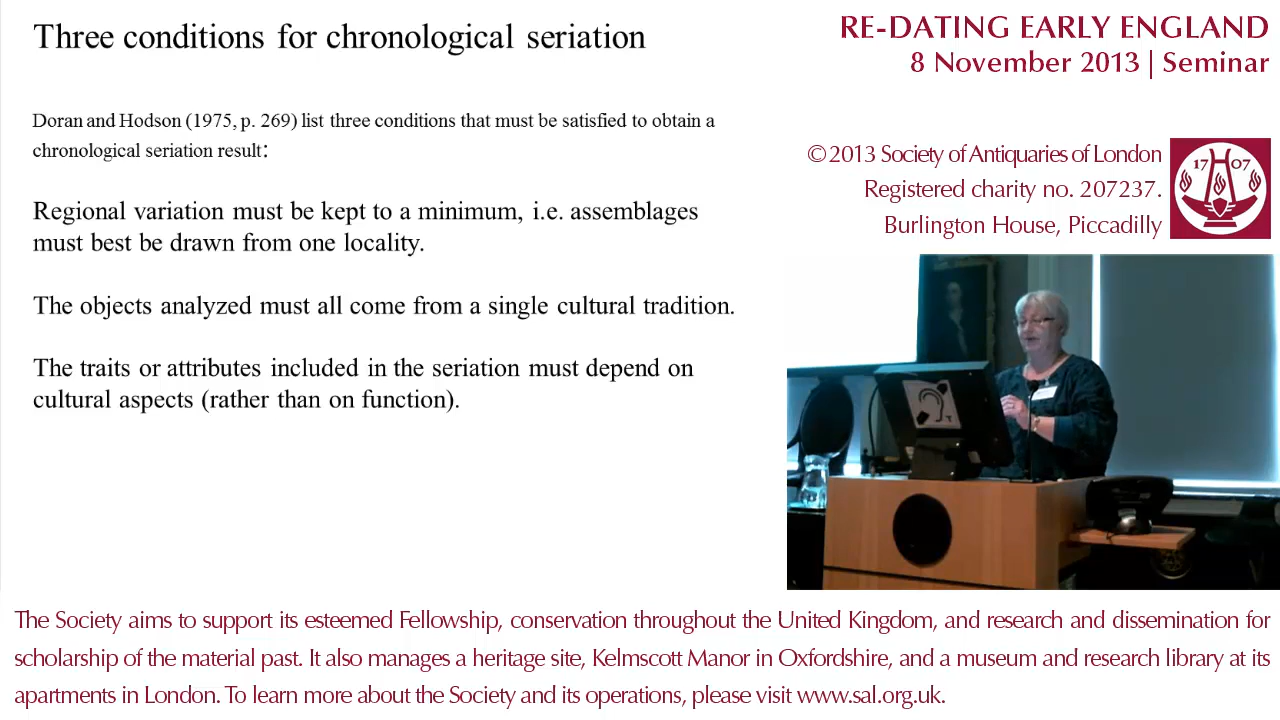 Three conditions for chronological seriation
Doran and Hodson (1975, p. 269) list three conditions that must be satisfied to obtain a
chronological seriation result:
Regional variation must be kept to a minimum, i.e. assemblages
must best be drawn from one locality.
The objects analyzed must all come from a single cultural tradition.
The traits or attributes included in the seriation must depend on
cultural aspects (rather than on function).
RE-DATING EARLY ENGLAND
8 November 2013 | Seminar
© 2013 Society of Antiquaries of London
Registered charity no. 207237.
Burlington House, Piccadilly
17 07
T
The Society aims to support its esteemed Fellowship, conservation throughout the United Kingdom, and research and dissemination for
scholarship of the material past. It also manages a heritage site, Kelmscott Manor in Oxfordshire, and a museum and research library at its
apartments in London. To learn more about the Society and its operations, please visit www.sal.org.uk.